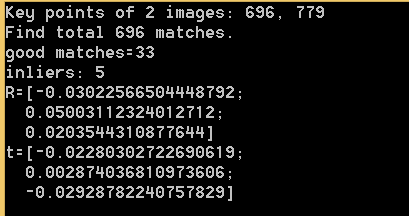 Key points of 2 images: 696, 779
Find total 696 matches.
good matches=33
inliers: 5
R=[-0.03022566504448792;
0.05003112324012712;
0.0203544310877644]
t=[-0.02280302722690619;
0.002874036810973606;
-0.02928782240757829]